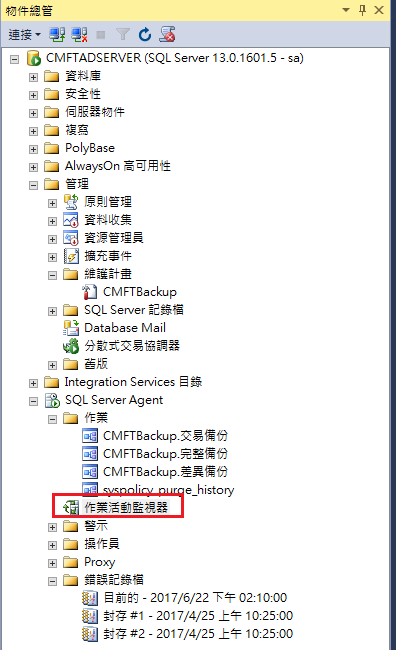 物件總管
連接
CMFTADSERVER (SQL Server 13.0.1601.5 - sa)
資料庫
安全性
伺服器物件
複寫
PolyBase
AlwaysOn 高可用性
管理
原則管理
資料收集
資源管理員
擴充事件
維護計畫
CMFTBackup
SQL Server 記錄檔
Database Mail
分散式交易協調器
舊版
Integration Services 目錄
SQL Server Agent
作業
CMFTBackup.交易備份
CMFTBackup.完整備份
CMFTBackup.差異備份
syspolicy_purge_history
作業活動監視器
警示
操作員
Proxy
錯誤記錄檔
目前的 - 2017/6/22 下午 02:10:00
封存 #1 - 2017/4/25 上午 10:25:00
封存 #2 - 2017/4/25 上午 10:25:00